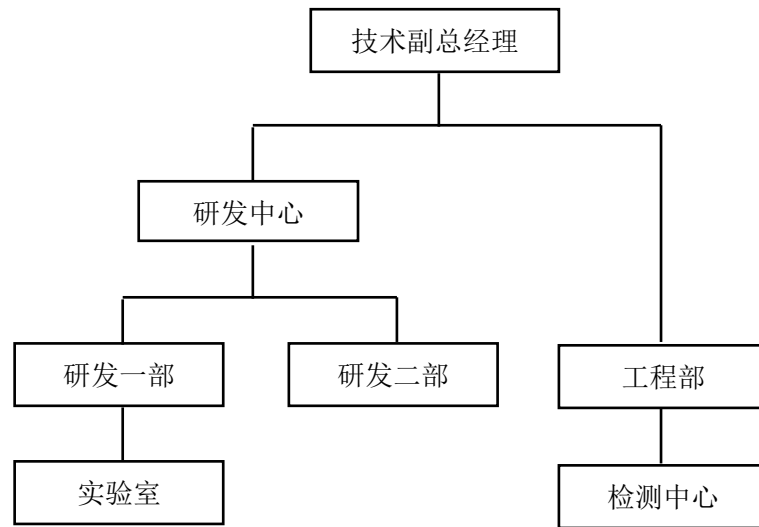 技术副总经理
研发中心
研发一部
研发二部
工程部
实验室
检测中心